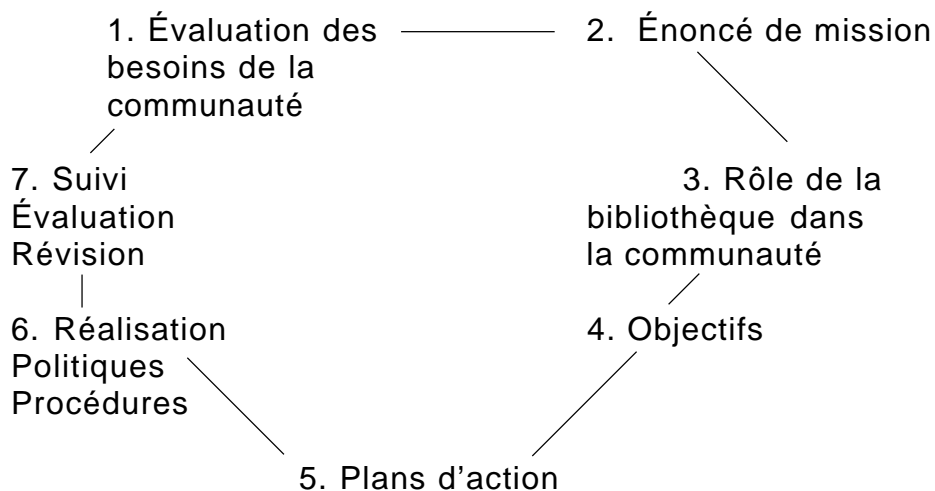 1. Évaluation des
besoins de la
communauté
2. Énoncé de mission
3. Rôle de la
bibliothèque dans
la communauté
4. Objectifs
5. Plans d'action
6. Réalisation
Politiques
Procédures
7. Suivi
Évaluation
Révision